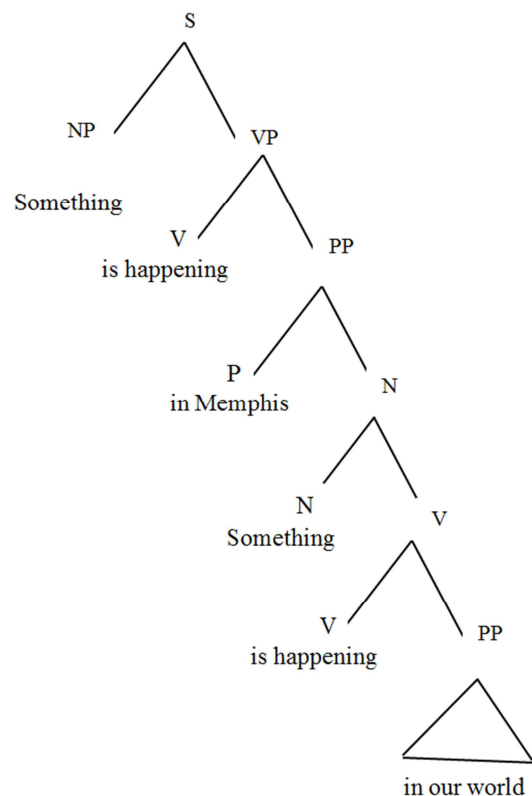 S
NP
VP
Something
V
PP
is happening
P
N
in Memphis
N
V
Something
V
PP
is happening
in our world